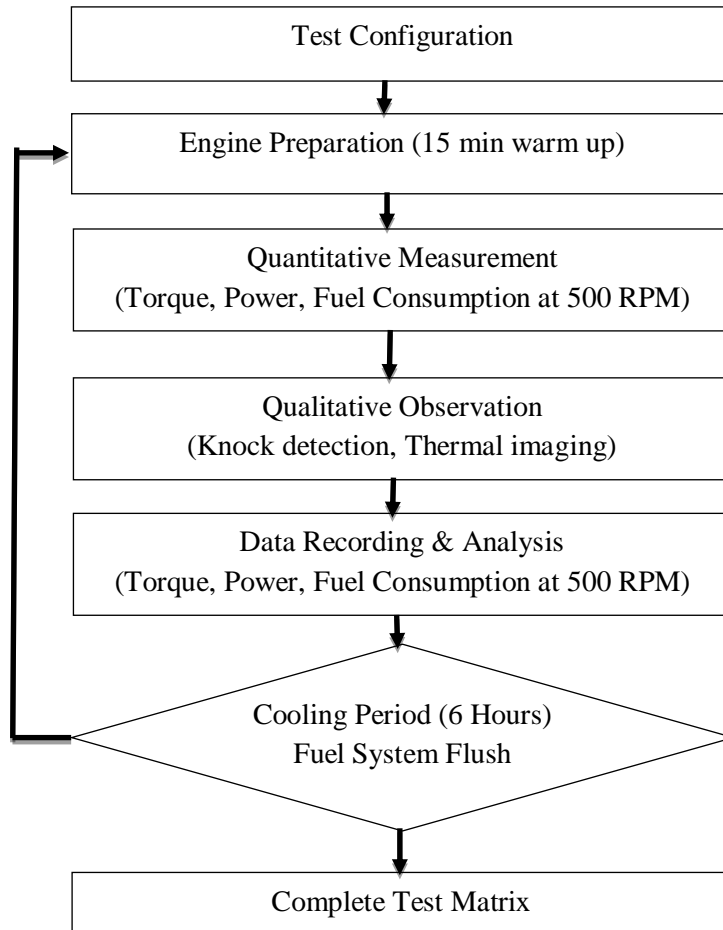 Test Configuration
Engine Preparation (15 min warm up)
Quantitative Measurement
(Torque, Power, Fuel Consumption at 500 RPM)
Qualitative Observation
(Knock detection, Thermal imaging)
Data Recording & Analysis
(Torque, Power, Fuel Consumption at 500 RPM)
Cooling Period (6 Hours)
Fuel System Flush
Complete Test Matrix